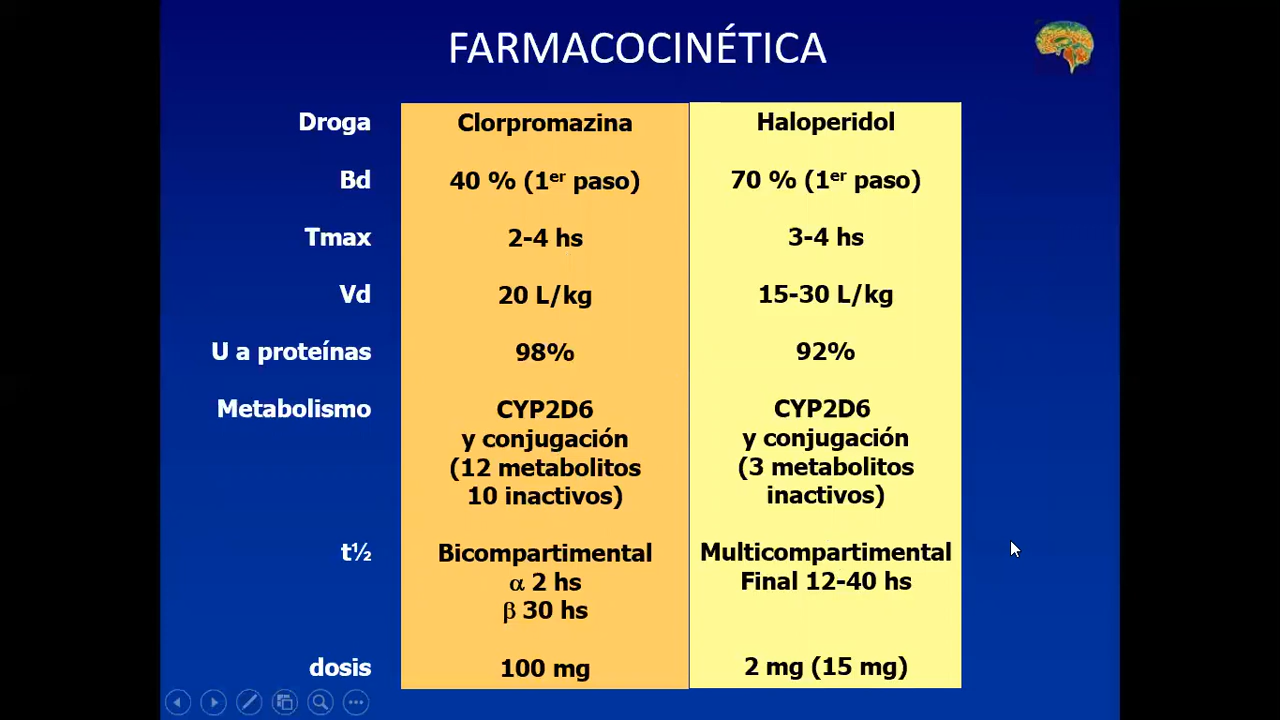 FARMACOCINÉTICA
Droga Clorpromazina Haloperidol
Bd 40 % (1er paso) 70 % (1er paso)
Tmax 2-4 hs 3-4 hs
Vd 20 L/kg 15-30 L/kg
U a proteínas 98% 92%
Metabolismo CYP2D6 CYP2D6
y conjugación y conjugación
(12 metabolitos (3 metabolitos
10 inactivos) inactivos)
t½ Bicompartimental Multicompartimental
α 2 hs Final 12-40 hs
β 30 hs
dosis 100 mg 2 mg (15 mg)